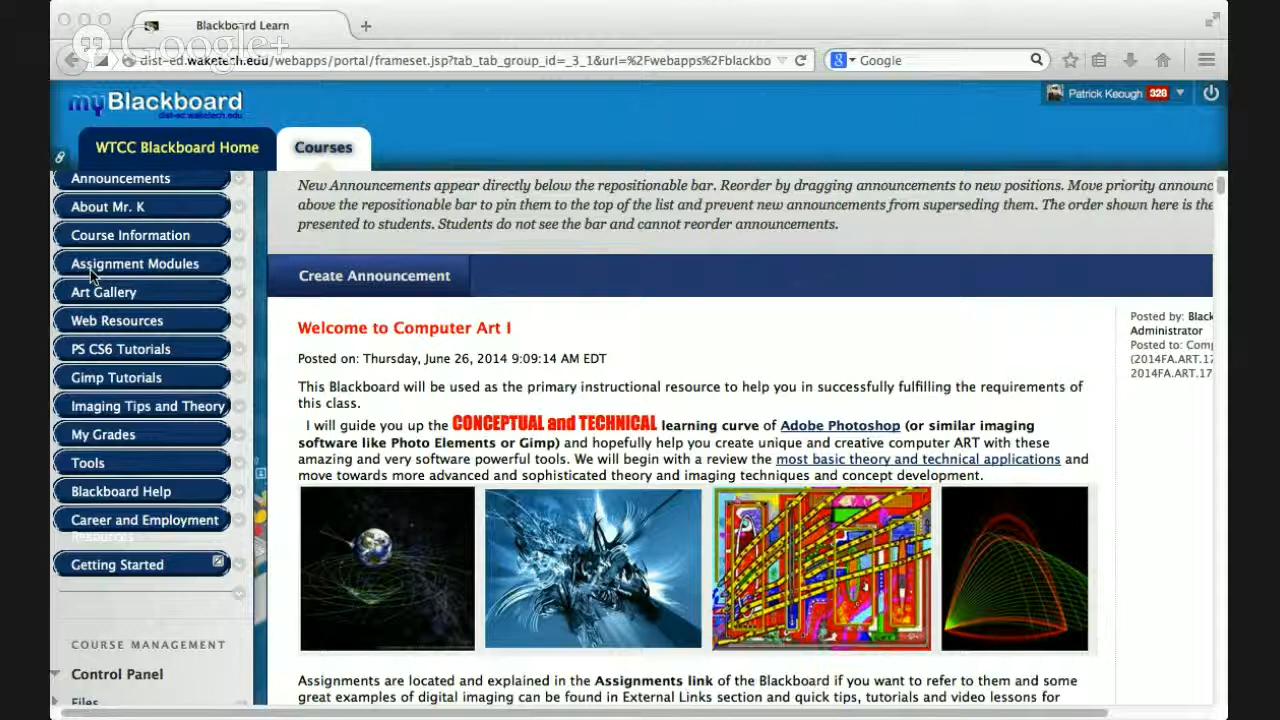 Blackboard Learn
Google+
dist-ed.waketech.edu/webapps/portal/frameset.jsp?tab_tab_group_id=_3_1&url=%2Fwebapps%2Fblackbo
Google
myBlackboard
dist-ed.waketech.edu
Patrick Keough 328
WTCC Blackboard Home
Courses
Announcements
About Mr. K
Course Information
Assignment Modules
Art Gallery
Web Resources
PS CS6 Tutorials
Gimp Tutorials
Imaging Tips and Theory
My Grades
Tools
Blackboard Help
Career and Employment
Resources
Getting Started
COURSE MANAGEMENT
Control Panel
Files
New Announcements appear directly below the repositionable bar. Reorder by dragging announcements to new positions. Move priority announc
above the repositionable bar to pin them to the top of the list and prevent new announcements from superseding them. The order shown here is the
presented to students. Students do not see the bar and cannot reorder announcements.
Create Announcement
Welcome to Computer Art I
Posted on: Thursday, June 26, 2014 9:09:14 AM EDT
This Blackboard will be used as the primary instructional resource to help you in successfully fulfilling the requirements of
this class.
I will guide you up the CONCEPTUAL and TECHNICAL learning curve of Adobe Photoshop (or similar imaging
software like Photo Elements or Gimp) and hopefully help you create unique and creative computer ART with these
amazing and very software powerful tools. We will begin with a review the most basic theory and technical applications and
move towards more advanced and sophisticated theory and imaging techniques and concept development.
Assignments are located and explained in the Assignments link of the Blackboard if you want to refer to them and some
great examples of digital imaging can be found in External Links section and quick tips, tutorials and video lessons for
Posted by: Black
Administrator
Posted to: Comp
(2014FA.ART.17
2014FA.ART.17